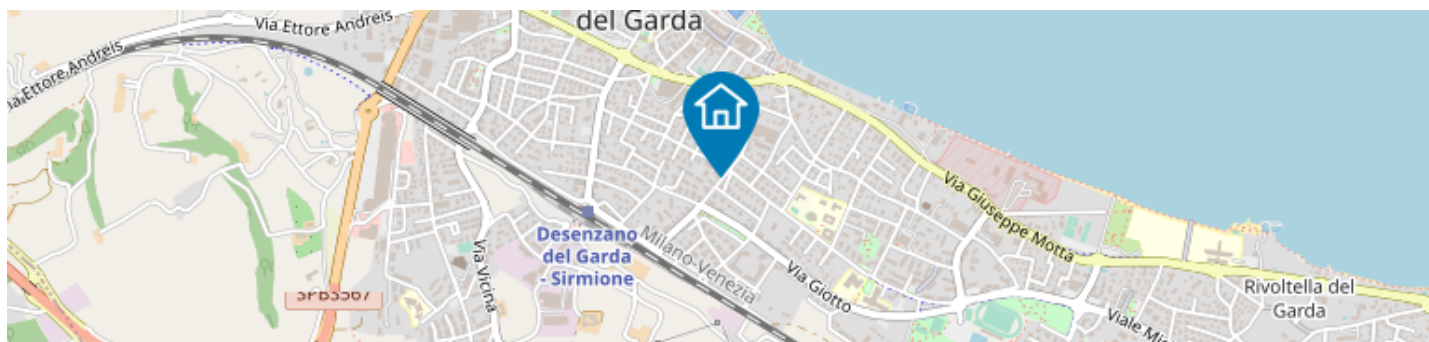 del Garda
Via Ettore Andreis
Via Ettore Andreis
Via Giuseppe Motta
Desenzano
del Garda
- Sirmione
Milano-Venezia
Via Vicina
Via Giotto
SPBS567
Rivoltella del
Garda
Viale Mi